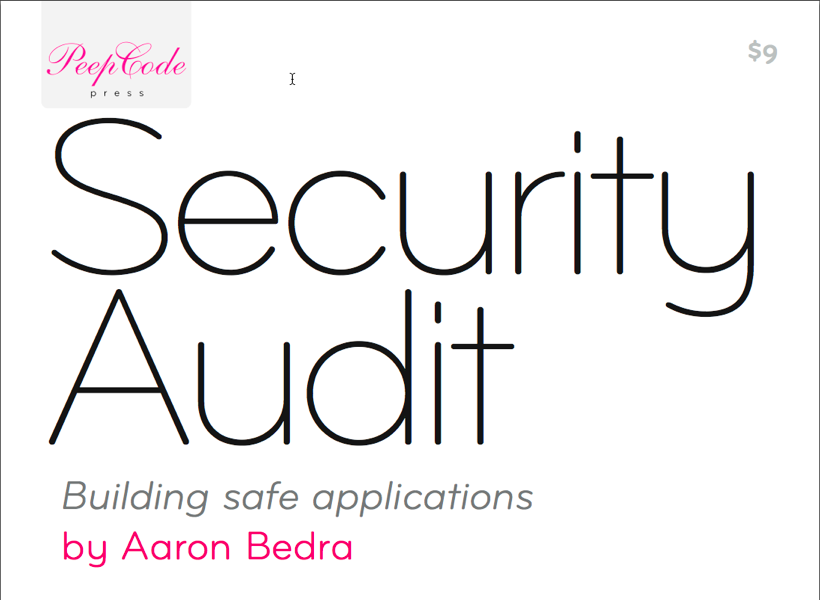 PeepCode
press
$9
Security
Audit
Building safe applications
by Aaron Bedra